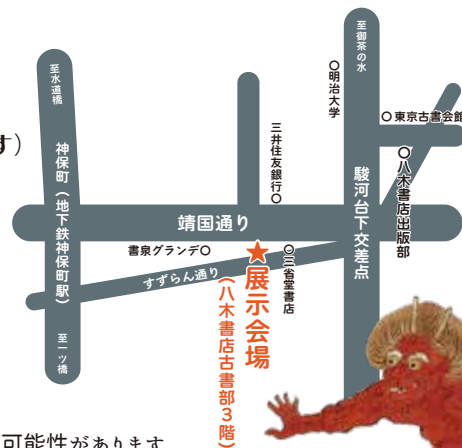 至水道橋
神保町（地下鉄神保町駅）
至一ツ橋
す）
至御茶の水
○明治大学
○東京古書会館
○八木書店出版部
三井住友銀行○
駿河台下交差点
靖国通り
書泉グランデ○
すずらん通り
○三省堂書店
★展示会場
（八木書店古書部3階）
可能性があります